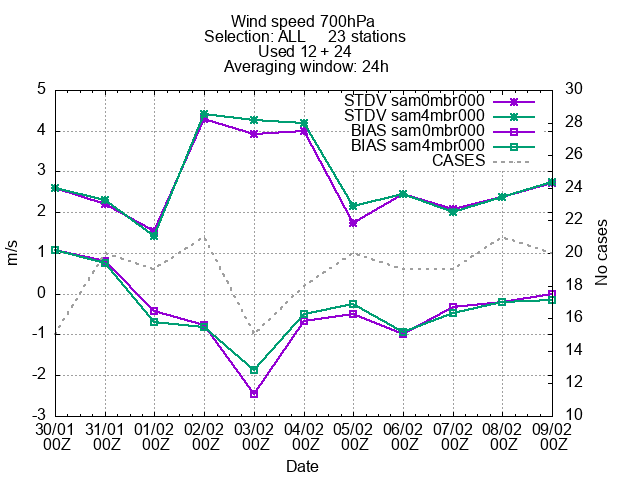 Wind speed 700hPa
Selection: ALL 23 stations
Used 12 + 24
Averaging window: 24h
STDV sam0mbr000
STDV sam4mbr000
BIAS sam0mbr000
BIAS sam4mbr000
CASES
5
4
3
2
1
0
-1
-2
-3
m/s
30
28
26
24
22
20
18
16
14
12
10
No cases
30/01 31/01 01/02 02/02 03/02 04/02 05/02 06/02 07/02 08/02 09/02
00Z 00Z 00Z 00Z 00Z 00Z 00Z 00Z 00Z 00Z 00Z
Date